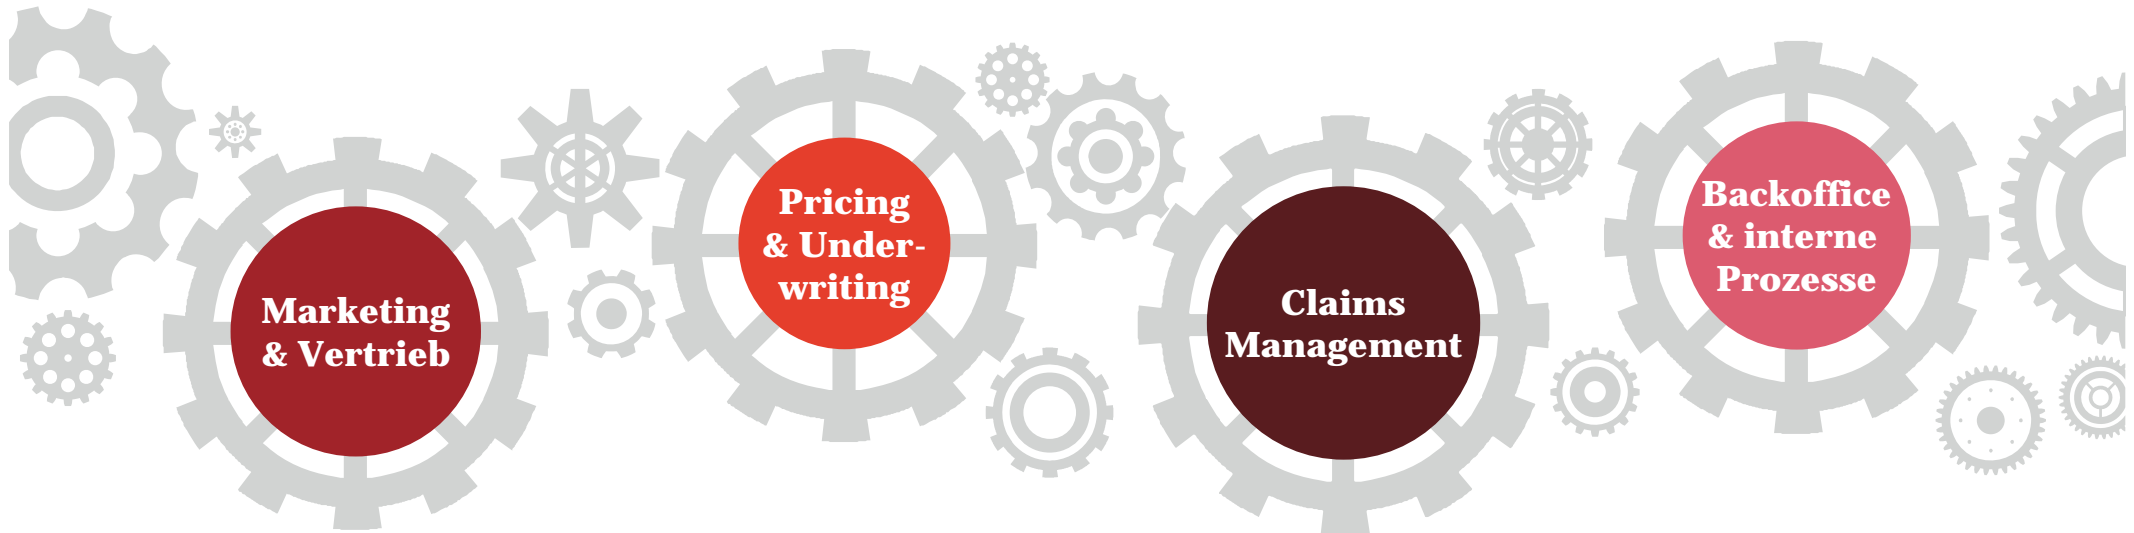 Marketing
& Vertrieb
Pricing
& Under-
writing
Claims
Management
Backoffice
& interne
Prozesse